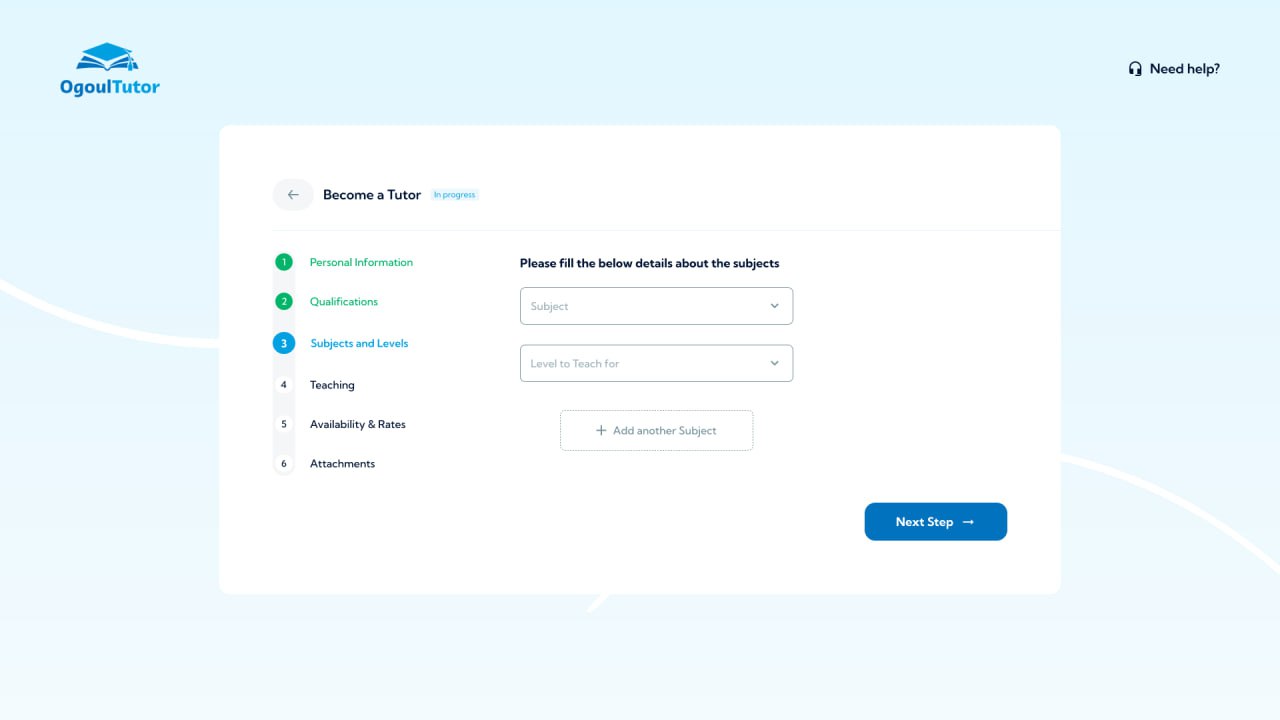 OgoulTutor
Need help?
Become a Tutor In progress
1 Personal Information
2 Qualifications
3 Subjects and Levels
4 Teaching
5 Availability & Rates
6 Attachments
Please fill the below details about the subjects
Subject
Level to Teach for
Add another Subject
Next Step